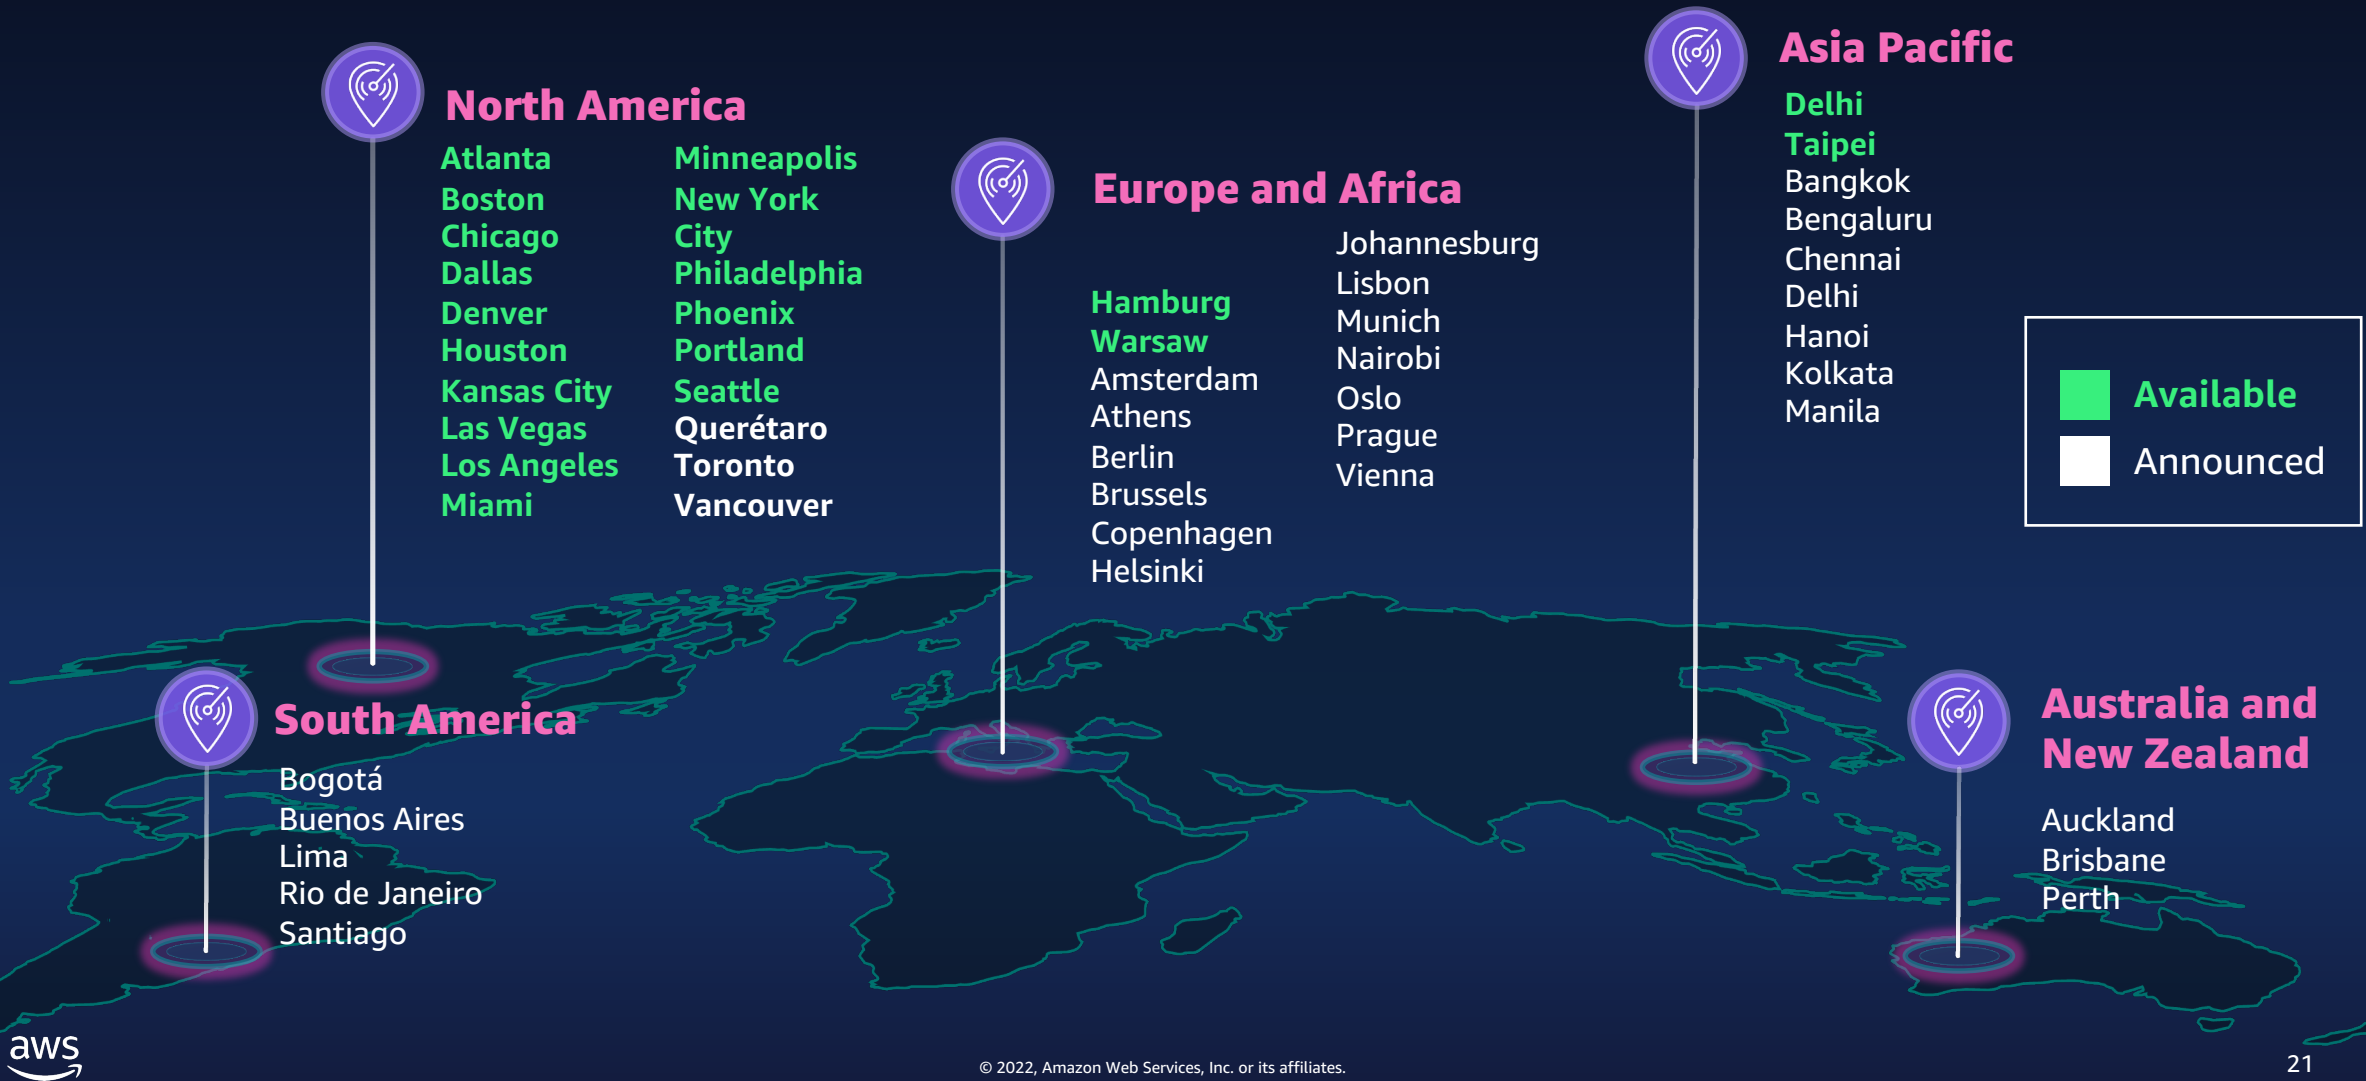 North America
Atlanta
Boston
Chicago
Dallas
Denver
Houston
Kansas City
Las Vegas
Los Angeles
Miami
Minneapolis
New York
City
Philadelphia
Phoenix
Portland
Seattle
Querétaro
Toronto
Vancouver
Europe and Africa
Hamburg
Warsaw
Amsterdam
Athens
Berlin
Brussels
Copenhagen
Helsinki
Johannesburg
Lisbon
Munich
Nairobi
Oslo
Prague
Vienna
Asia Pacific
Delhi
Taipei
Bangkok
Bengaluru
Chennai
Delhi
Hanoi
Kolkata
Manila
Available
Announced
South America
Bogotá
Buenos Aires
Lima
Rio de Janeiro
Santiago
Australia and
New Zealand
Auckland
Brisbane
Perth
aws
© 2022, Amazon Web Services, Inc. or its affiliates.
21